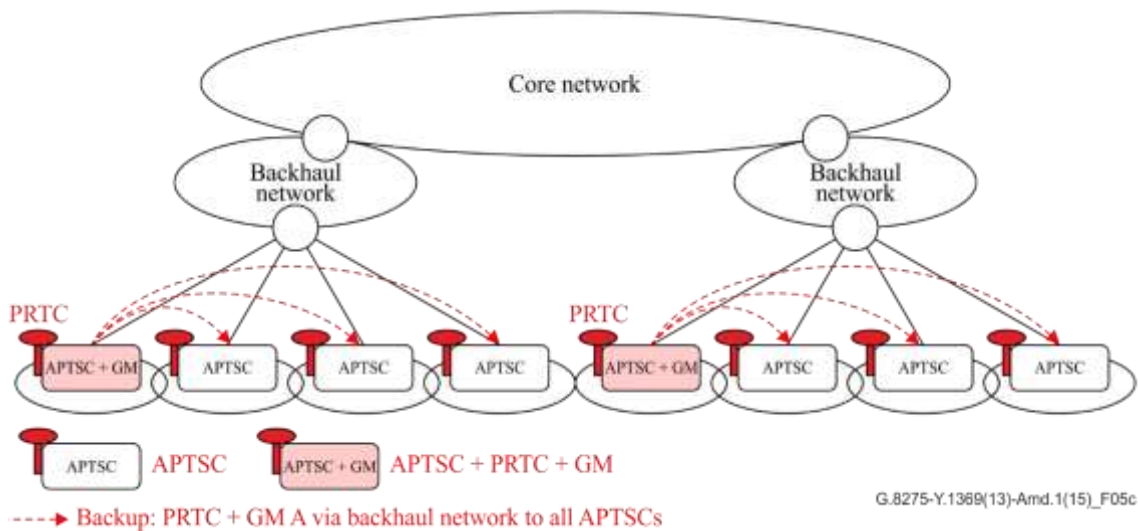 Core network
Backhaul
network
Backhaul
network
PRTC
PRTC
APTSC + GM
APTSC
APTSC
APTSC
APTSC + GM
APTSC
APTSC
APTSC
APTSC
APTSC
APTSC + GM
APTSC + PRTC + GM
G.8275-Y.1369(13)-Amd.1(15)_F05c
Backup: PRTC + GM A via backhaul network to all APTSCs